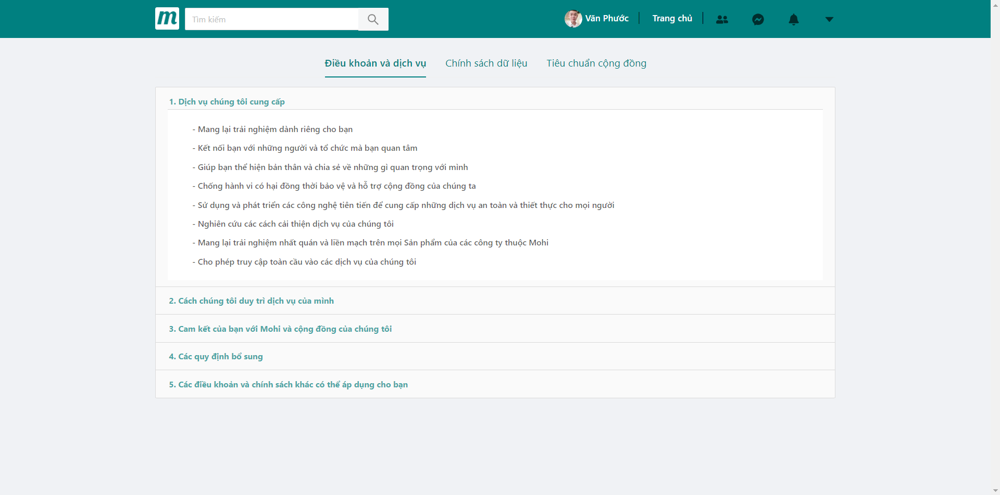 m
Tìm kiếm
Văn Phước
Trang chủ
Điều khoản và dịch vụ
Chính sách dữ liệu
Tiêu chuẩn cộng đồng
1. Dịch vụ chúng tôi cung cấp
- Mang lại trải nghiệm dành riêng cho bạn
- Kết nối bạn với những người và tổ chức mà bạn quan tâm
- Giúp bạn thể hiện bản thân và chia sẻ về những gì quan trọng với mình
- Chống hành vi có hại đồng thời bảo vệ và hỗ trợ cộng đồng của chúng ta
- Sử dụng và phát triển các công nghệ tiên tiến để cung cấp những dịch vụ an toàn và thiết thực cho mọi người
- Nghiên cứu các cách cải thiện dịch vụ của chúng tôi
- Mang lại trải nghiệm nhất quán và liền mạch trên mọi Sản phẩm của các công ty thuộc Mohi
- Cho phép truy cập toàn cầu vào các dịch vụ của chúng tôi
2. Cách chúng tôi duy trì dịch vụ của mình
3. Cam kết của bạn với Mohi và cộng đồng của chúng tôi
4. Các quy định bổ sung
5. Các điều khoản và chính sách khác có thể áp dụng cho bạn